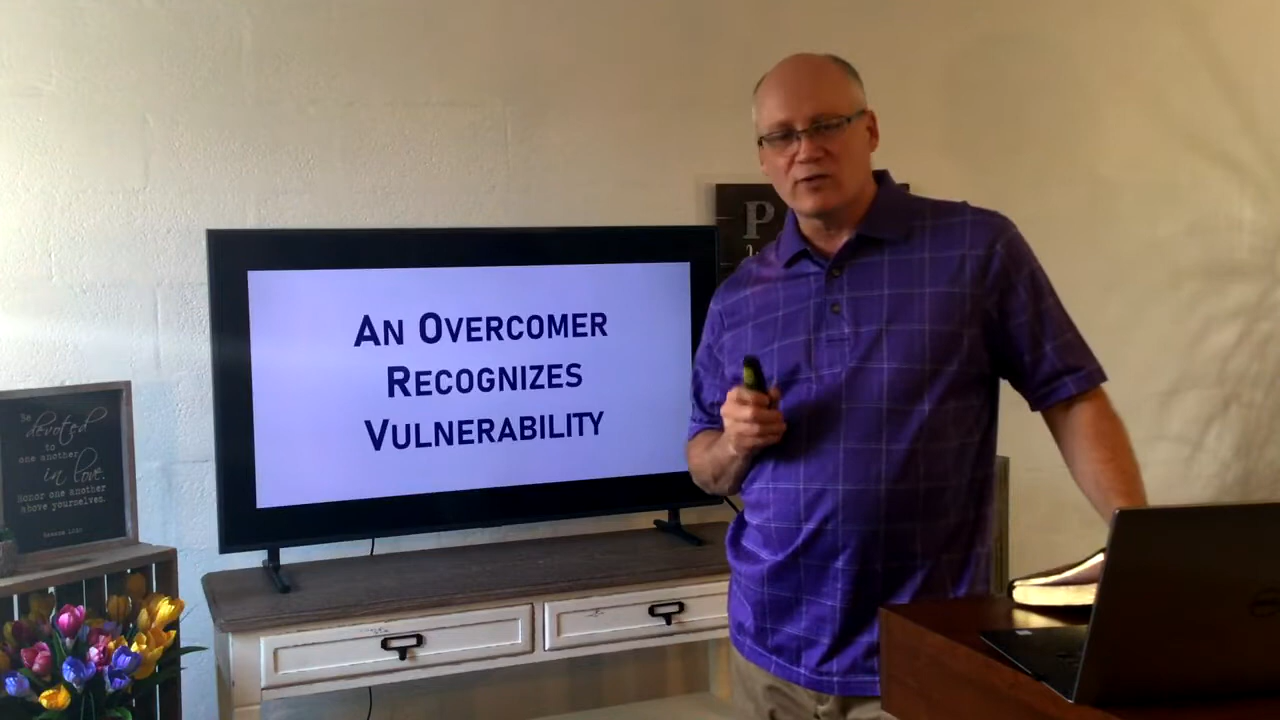 An Overcomer
Recognizes
Vulnerability
P
Be
devoted
to
one another
in love.
Honor one another
above yourselves.